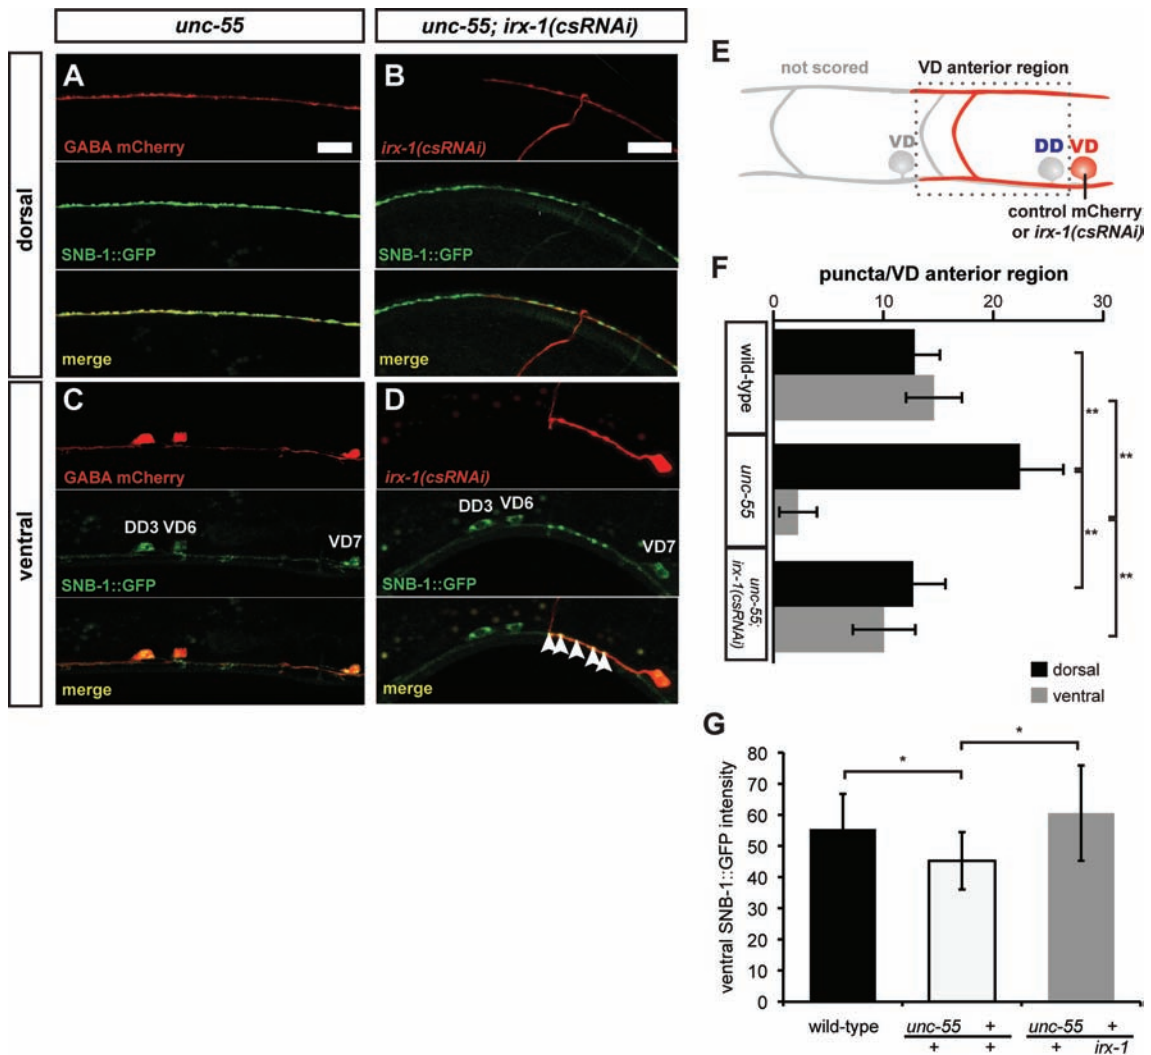 unc-55
unc-55; irx-1(csRNAi)
dorsal
A
GABA mCherry
SNB-1::GFP
merge
B
irx-1(csRNAi)
SNB-1::GFP
merge
ventral
C
GABA mCherry
DD3 VD6
VD7
SNB-1::GFP
merge
D
irx-1(csRNAi)
DD3 VD6
VD7
SNB-1::GFP
merge
E
not scored
VD anterior region
VD
DD VD
control mCherry
or irx-1(csRNAi)
F
puncta/VD anterior region
0 10 20 30
wild-type
unc-55
unc-55;
irx-1(csRNAi)
**
**
**
**
dorsal
ventral
G
ventral SNB-1::GFP intensity
80
70
60
50
40
30
20
10
0
*
*
wild-type
unc-55 +
+ +
unc-55 +
+ irx-1